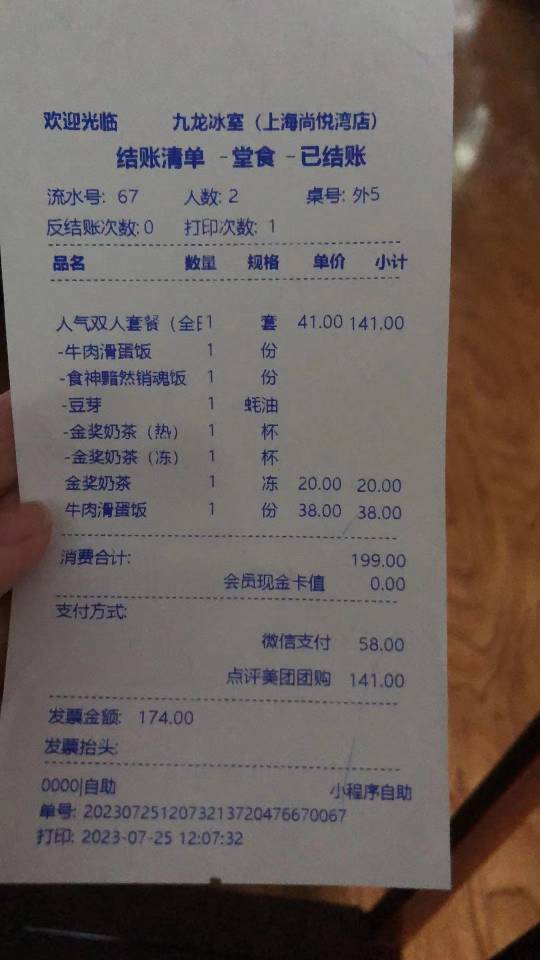 欢迎光临 九龙冰室（上海尚悦湾店）
结账清单 -堂食 -已结账
流水号: 67 人数: 2 桌号: 外5
反结账次数: 0 打印次数: 1
品名 数量 规格 单价 小计
人气双人套餐（全日1 套 41.00 141.00
-牛肉滑蛋饭 1 份
-食神黯然销魂饭 1 份
-豆芽 1 蚝油
-金奖奶茶（热） 1 杯
-金奖奶茶（冻） 1 杯
金奖奶茶 1 冻 20.00 20.00
牛肉滑蛋饭 1 份 38.00 38.00
消费合计: 199.00
会员现金卡值 0.00
支付方式:
微信支付 58.00
点评美团团购 141.00
发票金额: 174.00
发票抬头:
0000|自助 小程序自助
单号: 20230725120732137204766700​67
打印: 2023-07-25 12:07:32